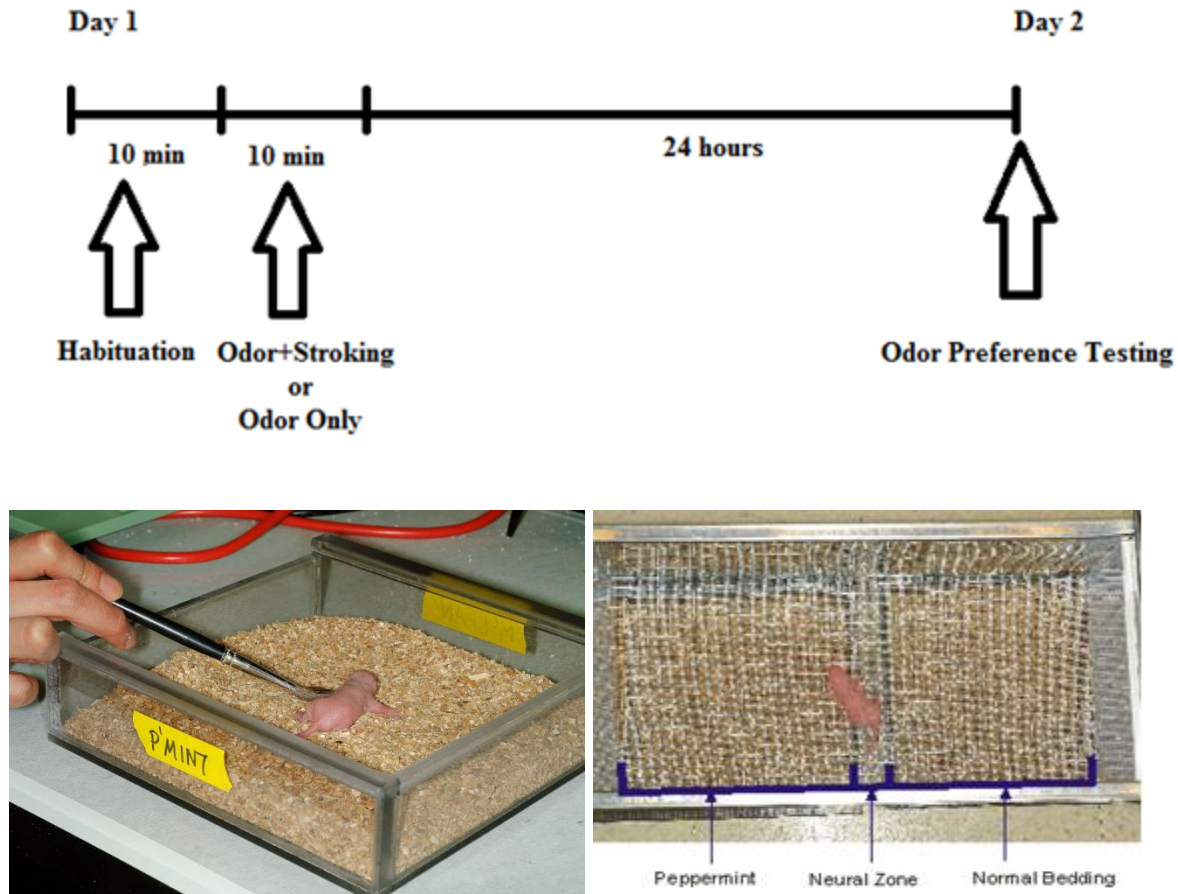 Day 1
Day 2
10 min
10 min
24 hours
Habituation
Odor+Stroking
or
Odor Only
Odor Preference Testing
P'MINT
Peppermint
Neural Zone
Normal Bedding